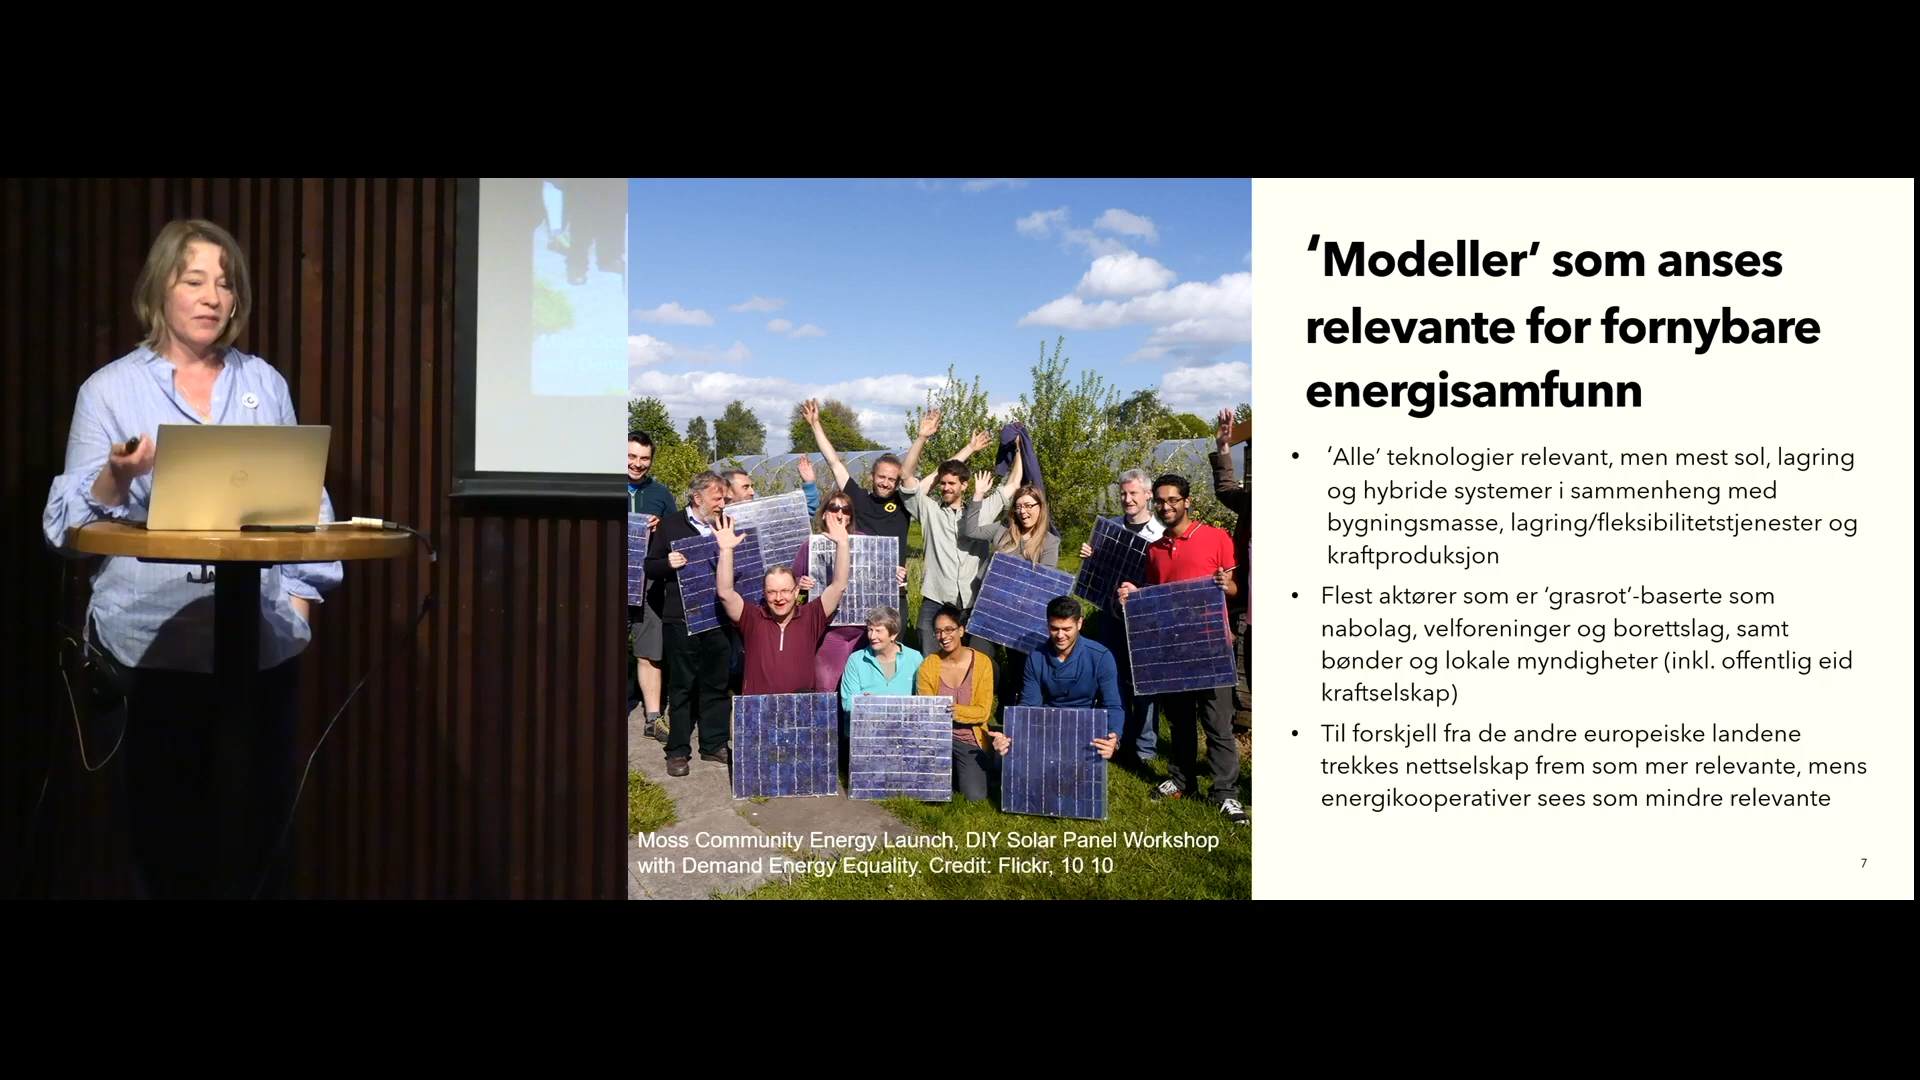 'Modeller' som anses
relevante for fornybare
energisamfunn
• 'Alle' teknologier relevant, men mest sol, lagring
og hybride systemer i sammenheng med
bygningsmasse, lagring/fleksibilitetstjenester og
kraftproduksjon
• Flest aktører som er 'grasrot'-baserte som
nabolag, velforeninger og borettslag, samt
bønder og lokale myndigheter (inkl. offentlig eid
kraftselskap)
• Til forskjell fra de andre europeiske landene
trekkes nettselskap frem som mer relevante, mens
energikooperativer sees som mindre relevante
Moss Community Energy Launch, DIY Solar Panel Workshop
with Demand Energy Equality. Credit: Flickr, 10 10
7